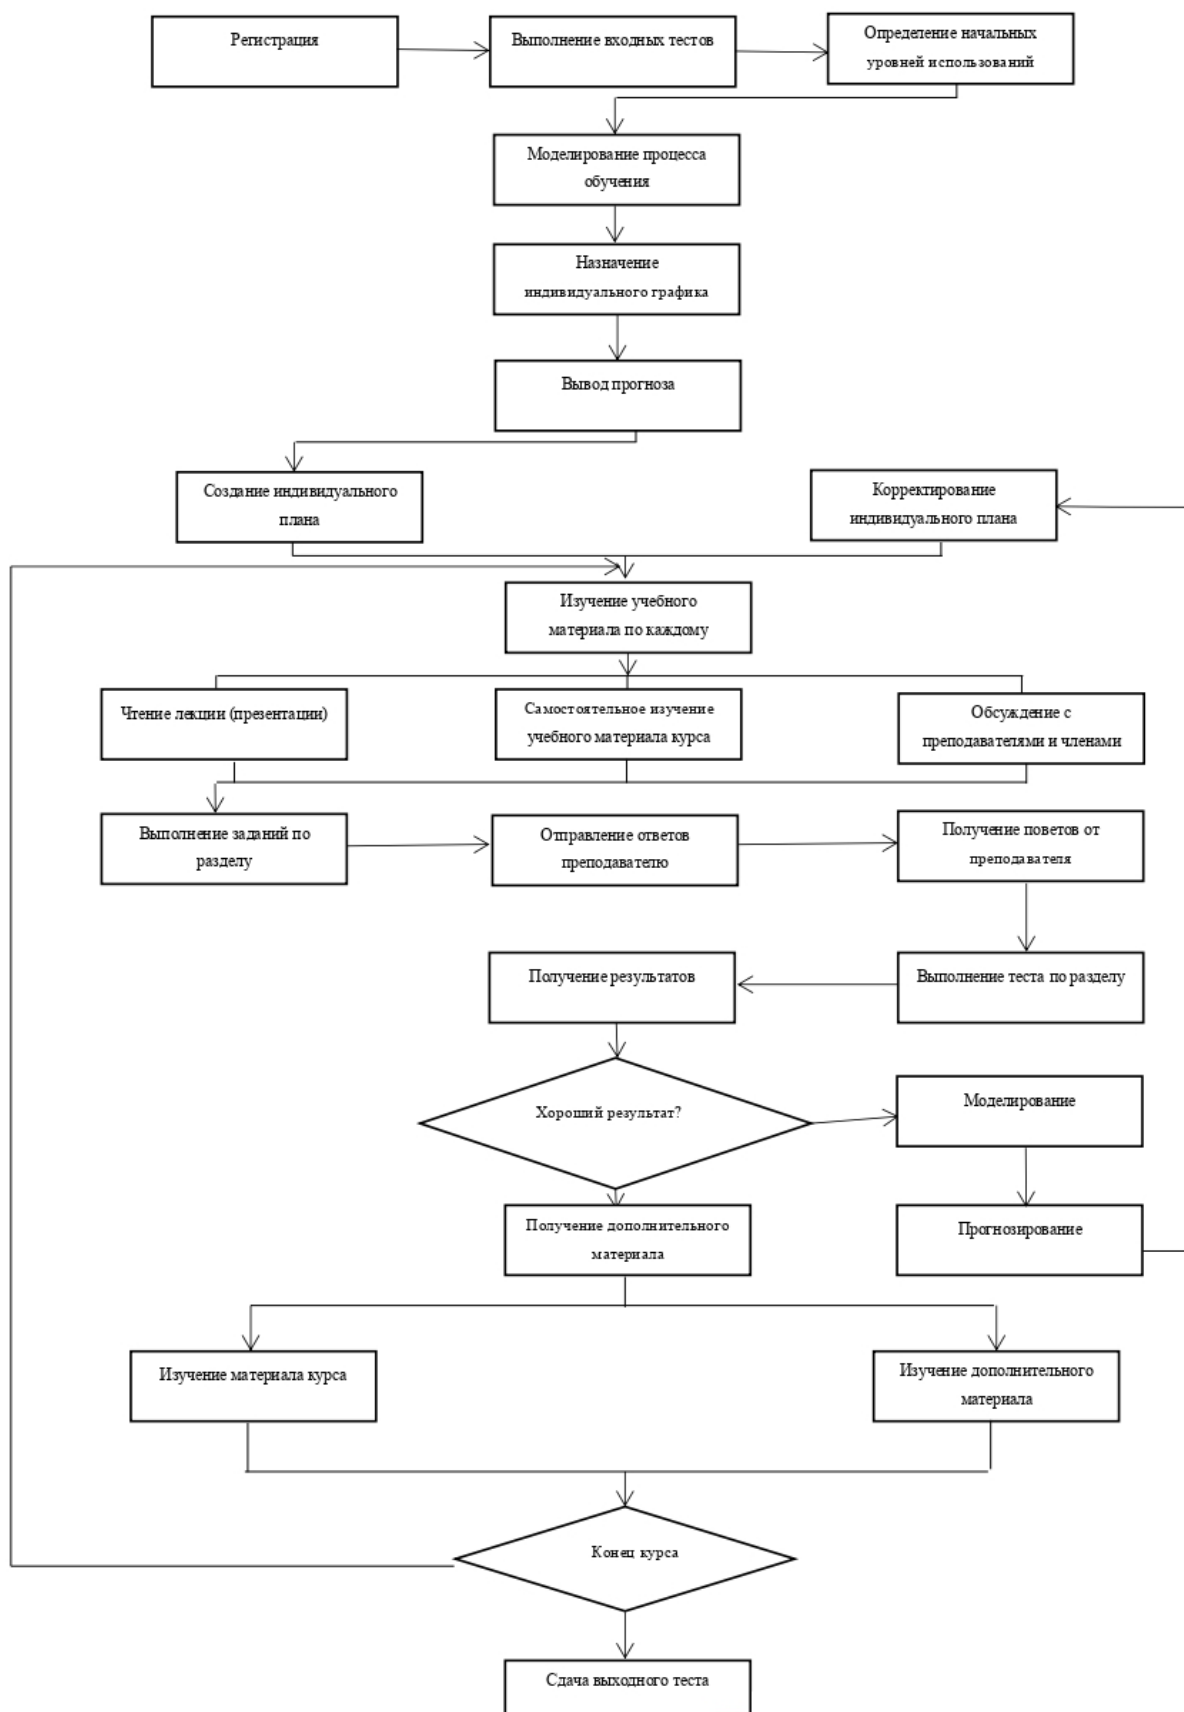 Регистрация
Выполнение входных тестов
Определение начальных
уровней использований
Моделирование процесса
обучения
Назначение
индивидуального графика
Вывод прогноза
Создание индивидуального
плана
Корректирование
индивидуального плана
Изучение учебного
материала по каждому
Чтение лекции (презентации)
Самостоятельное изучение
учебного материала курса
Обсуждение с
преподавателями и членами
Выполнение заданий по
разделу
Отправление ответов
преподавателю
Получение поветов от
преподавателя
Получение результатов
Выполнение теста по разделу
Хороший результат?
Моделирование
Получение дополнительного
материала
Прогнозирование
Изучение материала курса
Изучение дополнительного
материала
Конец курса
Сдача выходного теста